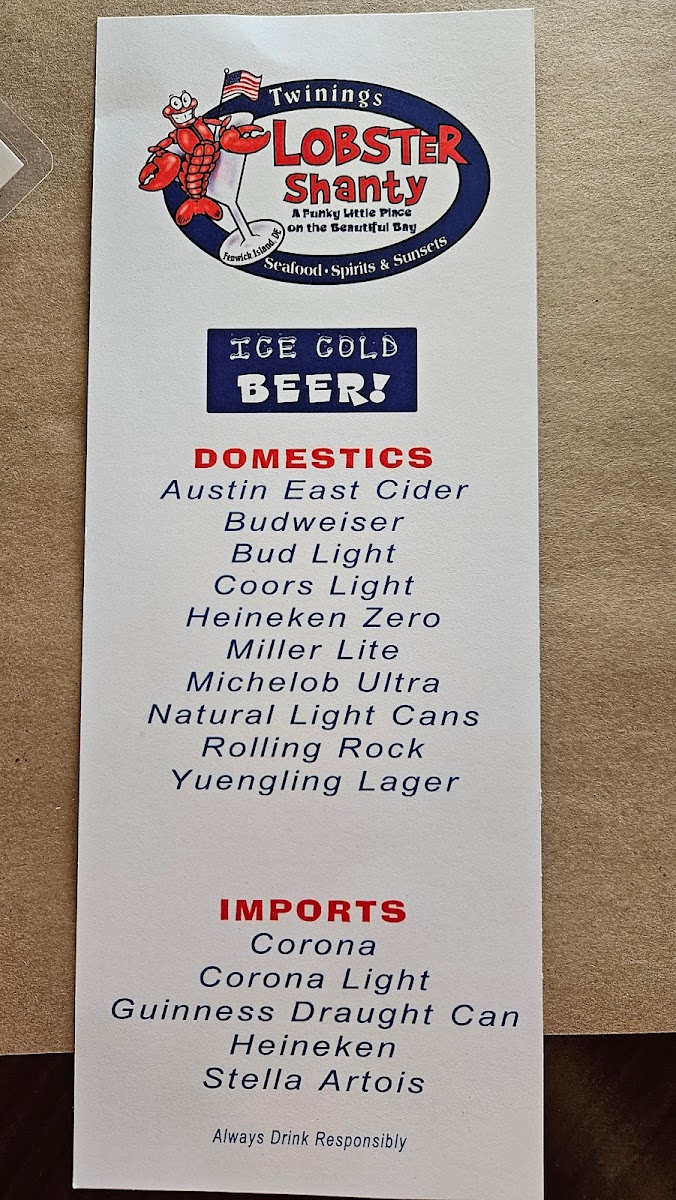 Twinings
LOBSTER
Shanty
A Funky Little Place
on the Beautiful Bay
Fenwick Island, DE
Seafood • Spirits & Sunsets
ICE COLD
BEER!
DOMESTICS
Austin East Cider
Budweiser
Bud Light
Coors Light
Heineken Zero
Miller Lite
Michelob Ultra
Natural Light Cans
Rolling Rock
Yuengling Lager
IMPORTS
Corona
Corona Light
Guinness Draught Can
Heineken
Stella Artois
Always Drink Responsibly